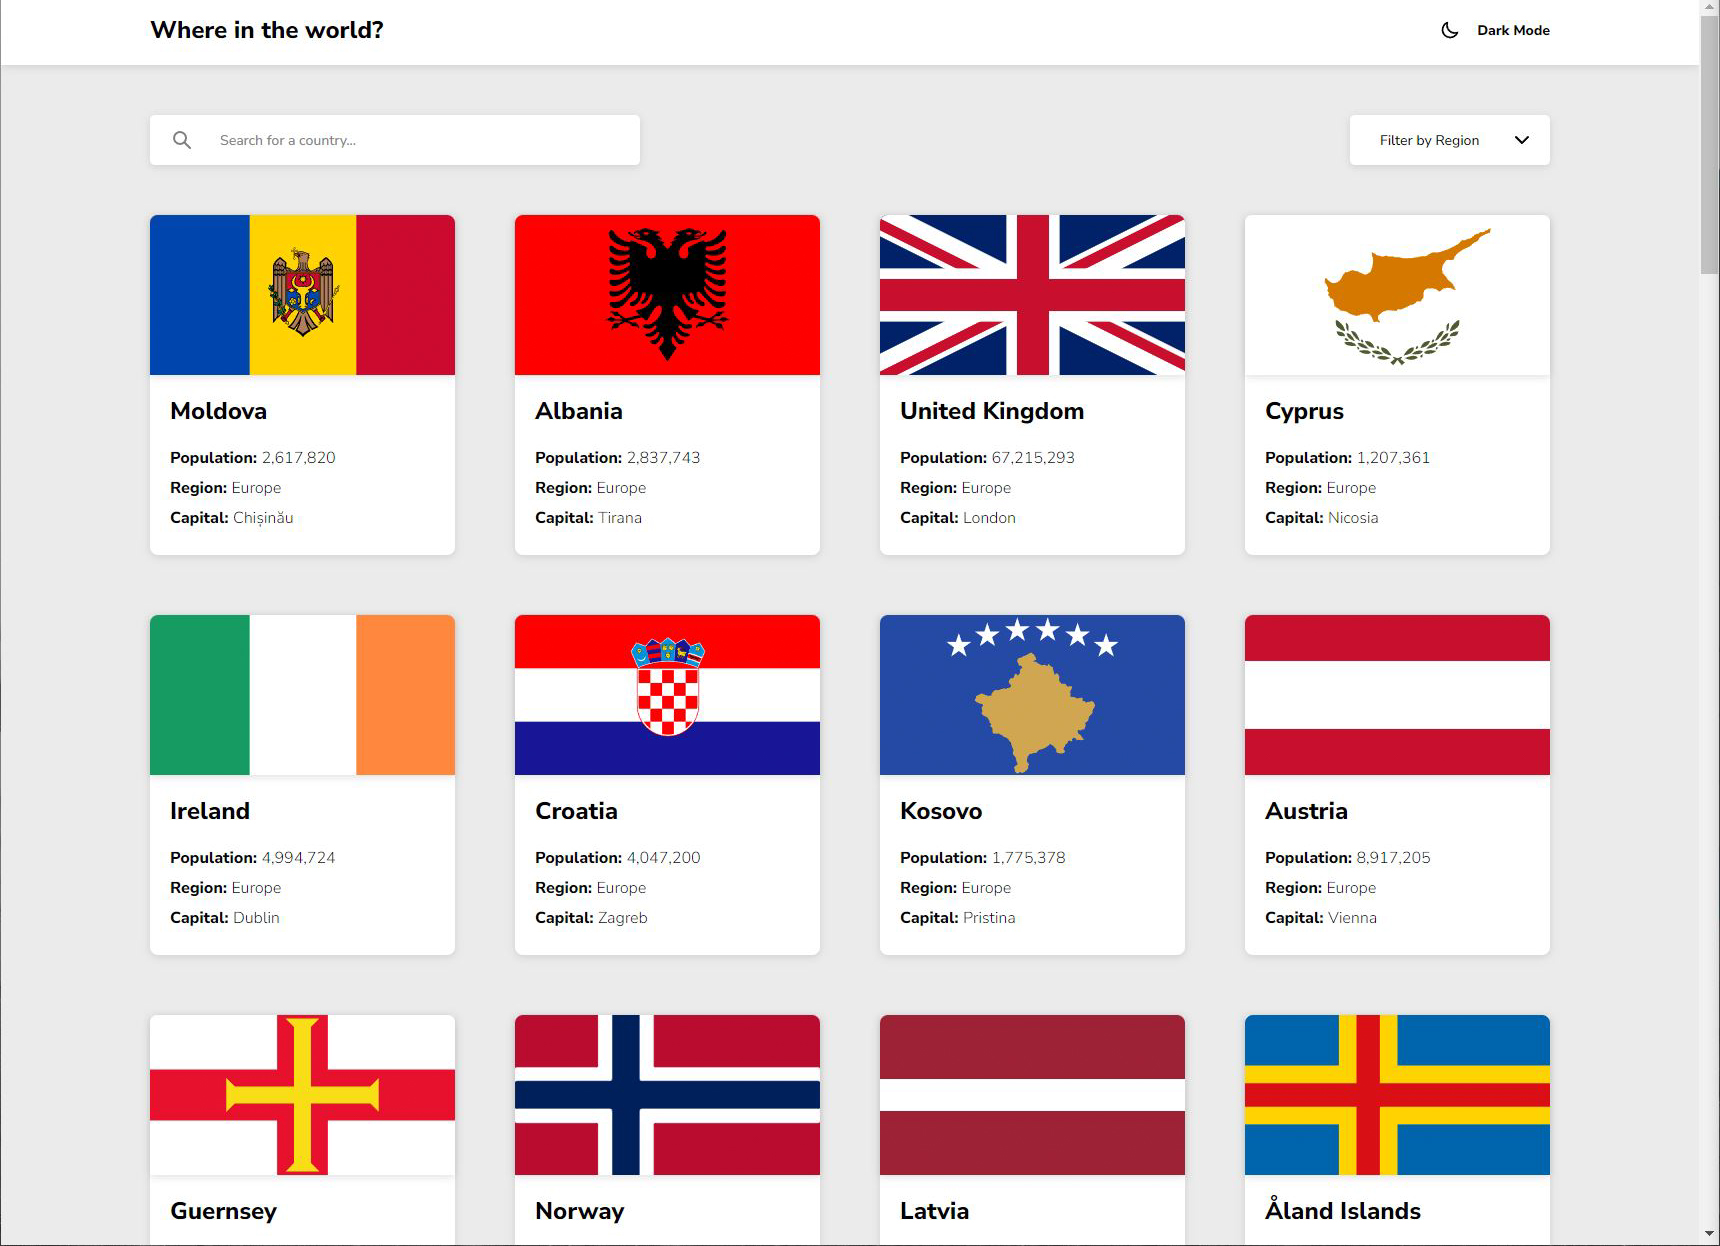 Where in the world?
Dark Mode
Search for a country...
Filter by Region
Moldova
Population: 2,617,820
Region: Europe
Capital: Chișinău
Albania
Population: 2,837,743
Region: Europe
Capital: Tirana
United Kingdom
Population: 67,215,293
Region: Europe
Capital: London
Cyprus
Population: 1,207,361
Region: Europe
Capital: Nicosia
Ireland
Population: 4,994,724
Region: Europe
Capital: Dublin
Croatia
Population: 4,047,200
Region: Europe
Capital: Zagreb
Kosovo
Population: 1,775,378
Region: Europe
Capital: Pristina
Austria
Population: 8,917,205
Region: Europe
Capital: Vienna
Guernsey
Norway
Latvia
Åland Islands